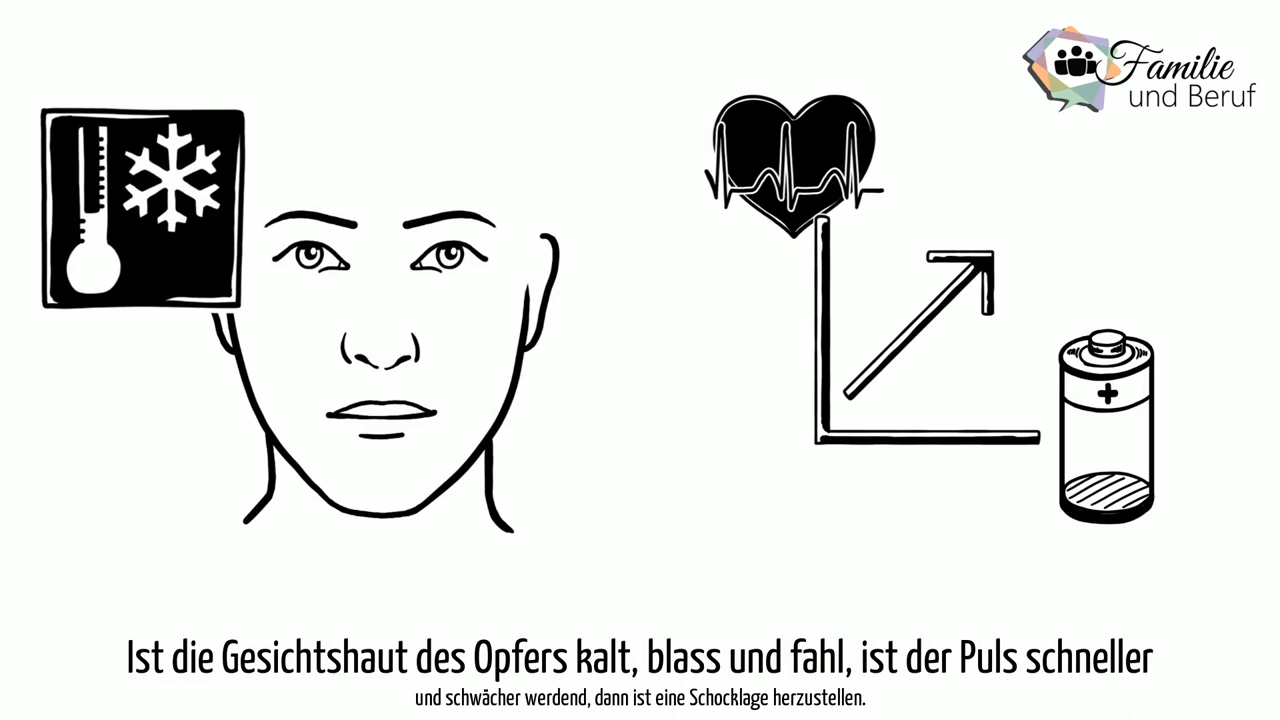 Familie
und Beruf
Ist die Gesichtshaut des Opfers kalt, blass und fahl, ist der Puls schneller
und schwächer werdend, dann ist eine Schocklage herzustellen.